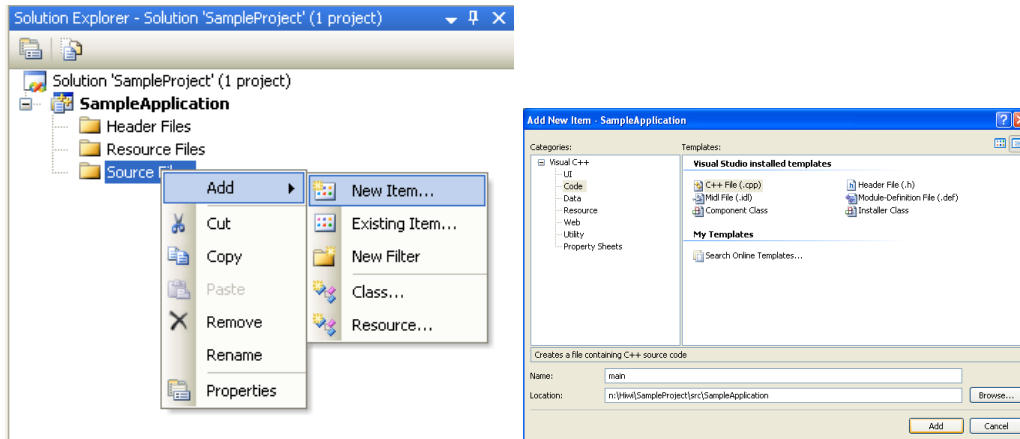 Solution Explorer - Solution 'SampleProject' (1 project)
Solution 'SampleProject' (1 project)
SampleApplication
Header Files
Resource Files
Source
Add
Cut
Copy
Paste
Remove
Rename
Properties
New Item...
Existing Item...
New Filter
Class...
Resource...
Add New Item - SampleApplication
Categories:
Templates:
Visual C++
UI
Code
Data
Resource
Web
Utility
Property Sheets
Visual Studio installed templates
C++ File (.cpp)
Header File (.h)
Midl File (.idl)
Module-Definition File (.def)
Component Class
Installer Class
My Templates
Search Online Templates...
Creates a file containing C++ source code
Name:
main
Location:
n:\Hiwi\SampleProject\src\SampleApplication
Browse...
Add
Cancel